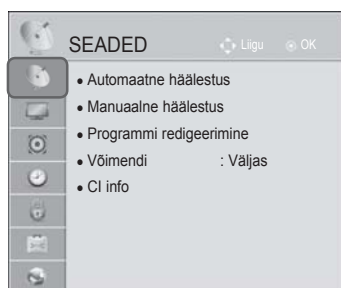 SEADED Liigu OK
• Automaatne häälestus
• Manuaalne häälestus
• Programmi redigeerimine
• Võimendi : Väljas
• CI info